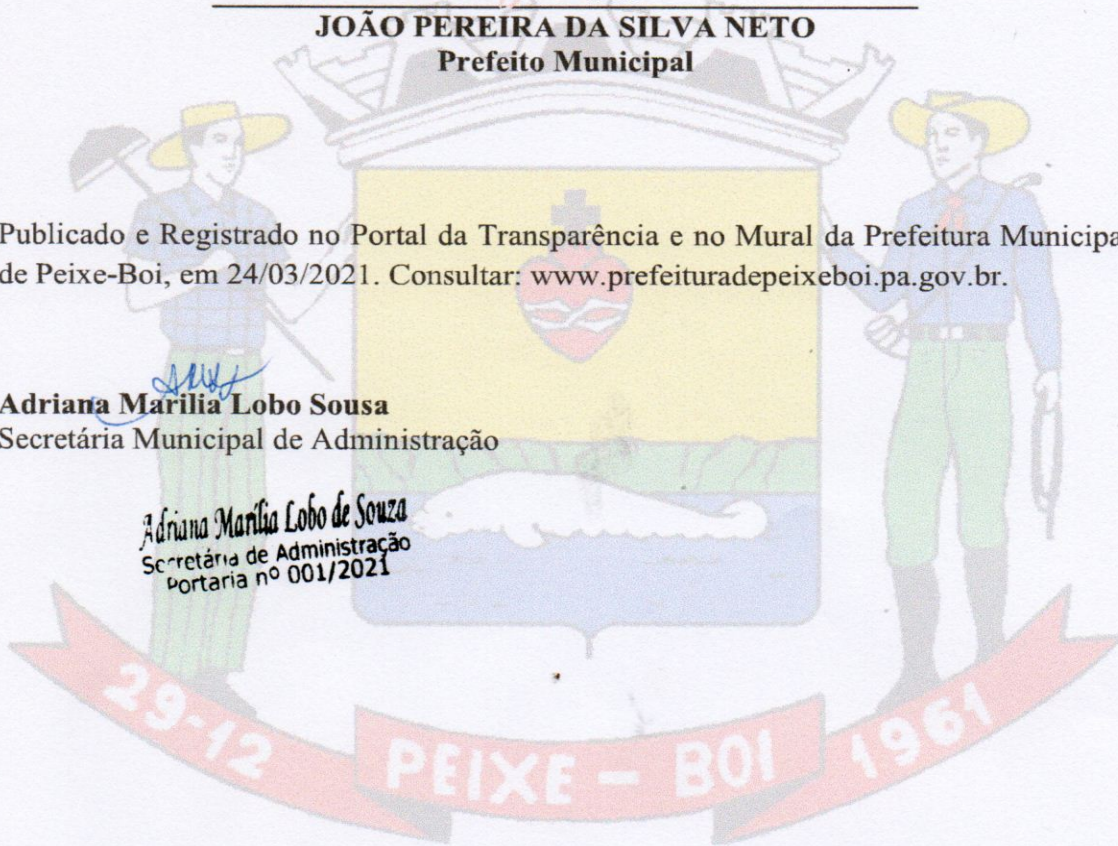 JOÃO PEREIRA DA SILVA NETO
Prefeito Municipal
Publicado e Registrado no Portal da Transparência e no Mural da Prefeitura Municipa
de Peixe-Boi, em 24/03/2021. Consultar: www.prefeituradepeixeboi.pa.gov.br.
Adriana Marilia Lobo Sousa
Secretária Municipal de Administração
Adriana Marília Lobo de Souza
Secretária de Administração
Portaria nº 001/2021
29-12 PEIXE - BOI 1961